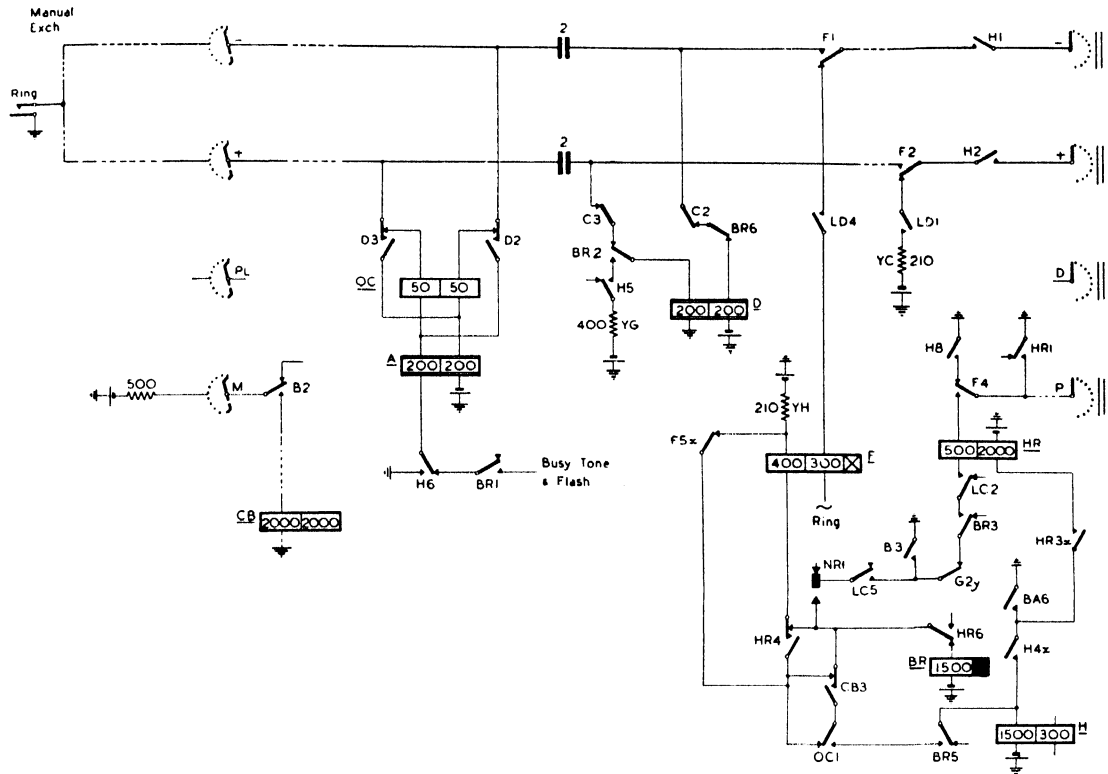 Manual
Exch
Ring
-
2
F1
H1
-
+
2
F2
H2
+
D3
D2
C3
C2
BR6
LD4
LD1
BR2
YC 210
PL
OC
50 50
H5
D
200 200
D
400 YG
H8
HR1
A
200 200
500
M
B2
210 YH
F4
P
F5x
400 300
F
500 2000
HR
Busy Tone
& Flash
H6
BR1
LC2
Ring
BR3
CB
2000 2000
B3
HR3x
NR1
LC5
G2y
BA6
HR4
HR6
H4x
BR
1500
CB3
1500 300
H
OC1
BR5